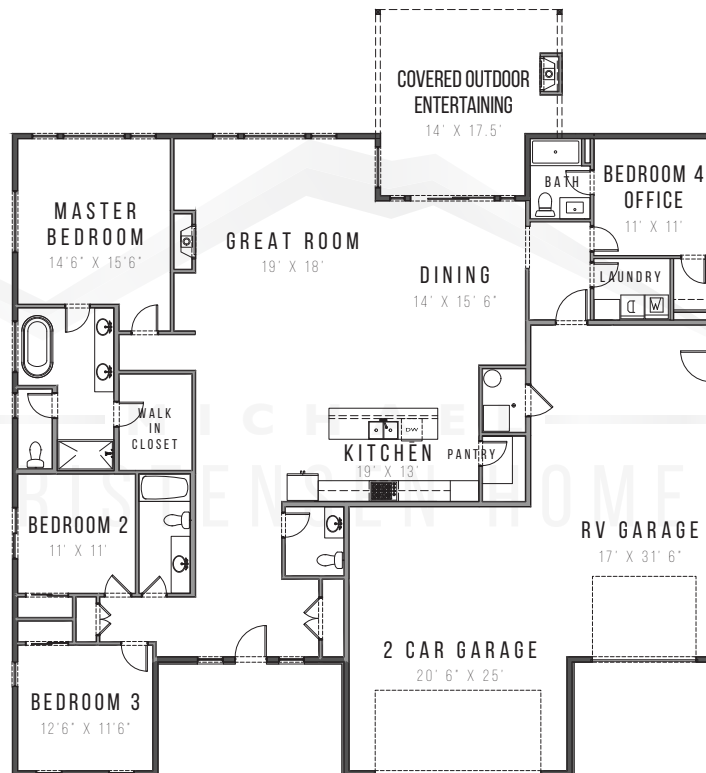 COVERED OUTDOOR
ENTERTAINING
14' X 17.5'
BATH
BEDROOM 4
OFFICE
11' X 11'
MASTER
BEDROOM
14'6" X 15'6"
GREAT ROOM
19' X 18'
DINING
14' X 15' 6"
LAUNDRY
D
W
WALK
IN
CLOSET
DW
KITCHEN
19' X 13'
PANTRY
BEDROOM 2
11' X 11'
RV GARAGE
17' X 31' 6"
2 CAR GARAGE
20' 6" X 25'
BEDROOM 3
12'6" X 11'6"